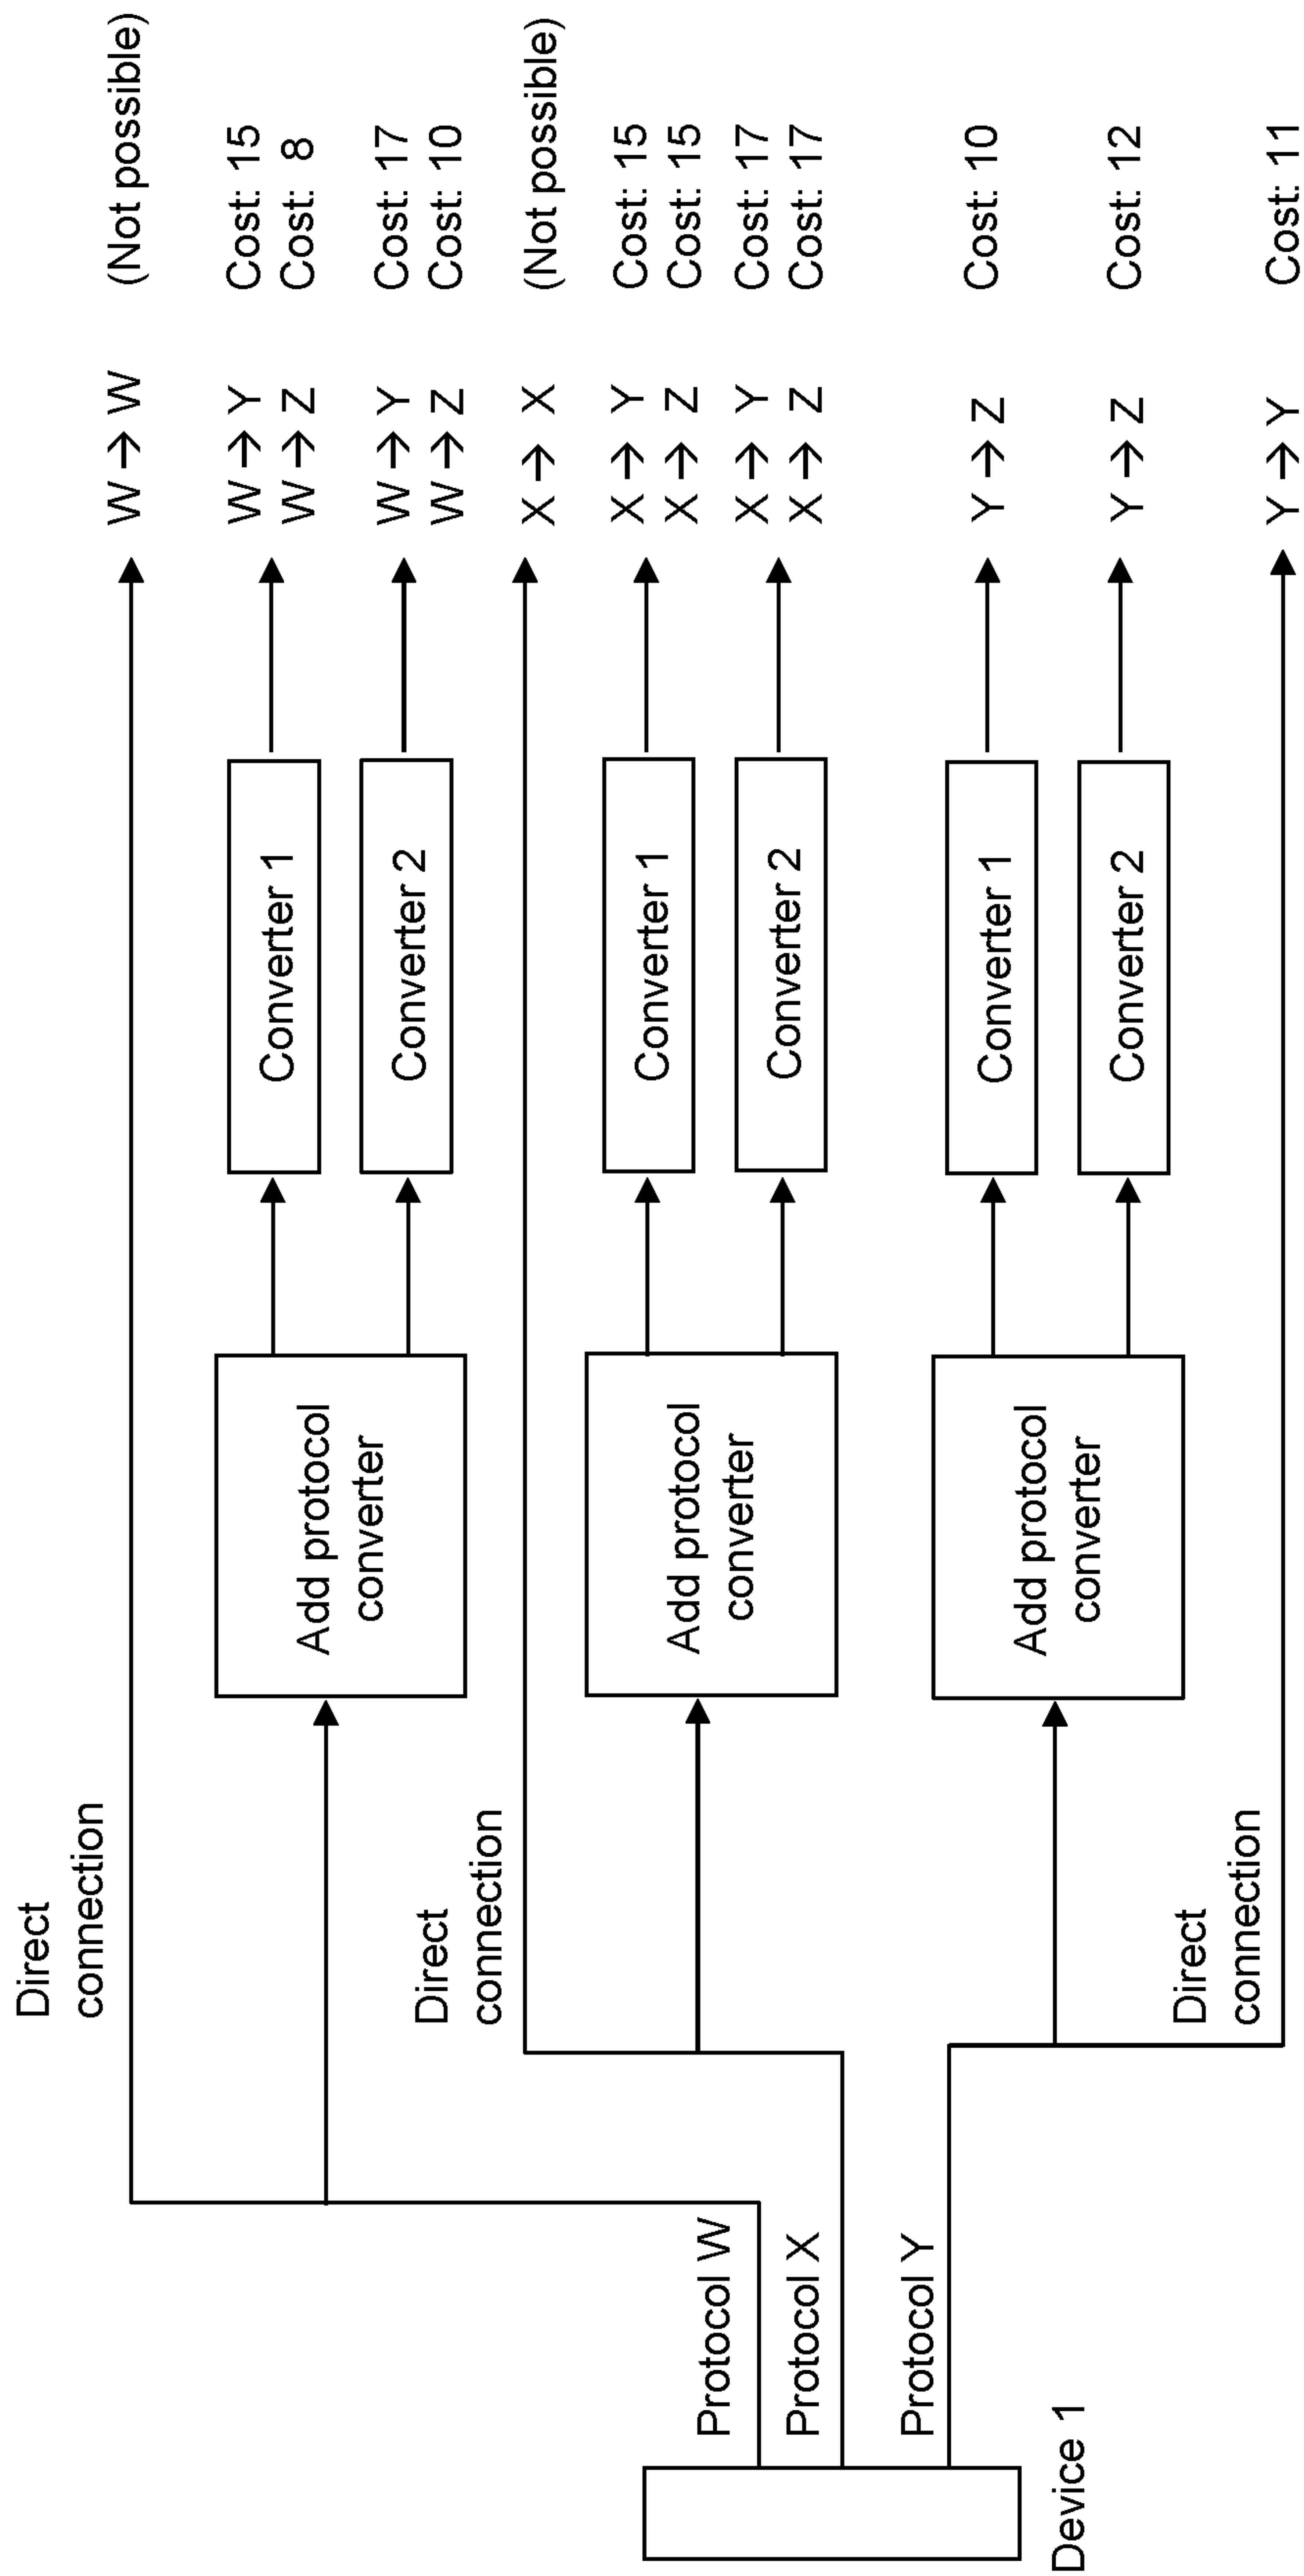 Direct
connection
W → W (Not possible)
Add protocol
converter
Converter 1
W → Y Cost: 15
W → Z Cost: 8
Converter 2
W → Y Cost: 17
W → Z Cost: 10
Direct
connection
X → X (Not possible)
Protocol W
Protocol X
Protocol Y
Device 1
Add protocol
converter
Converter 1
X → Y Cost: 15
X → Z Cost: 15
Converter 2
X → Y Cost: 17
X → Z Cost: 17
Add protocol
converter
Converter 1
Y → Z Cost: 10
Converter 2
Y → Z Cost: 12
Direct
connection
Y → Y Cost: 11